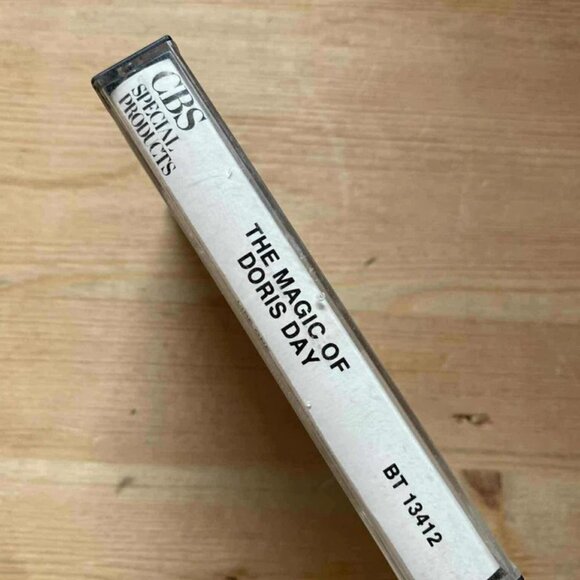 CBS
SPECIAL
PRODUCTS
THE MAGIC OF
DORIS DAY
BT 13412